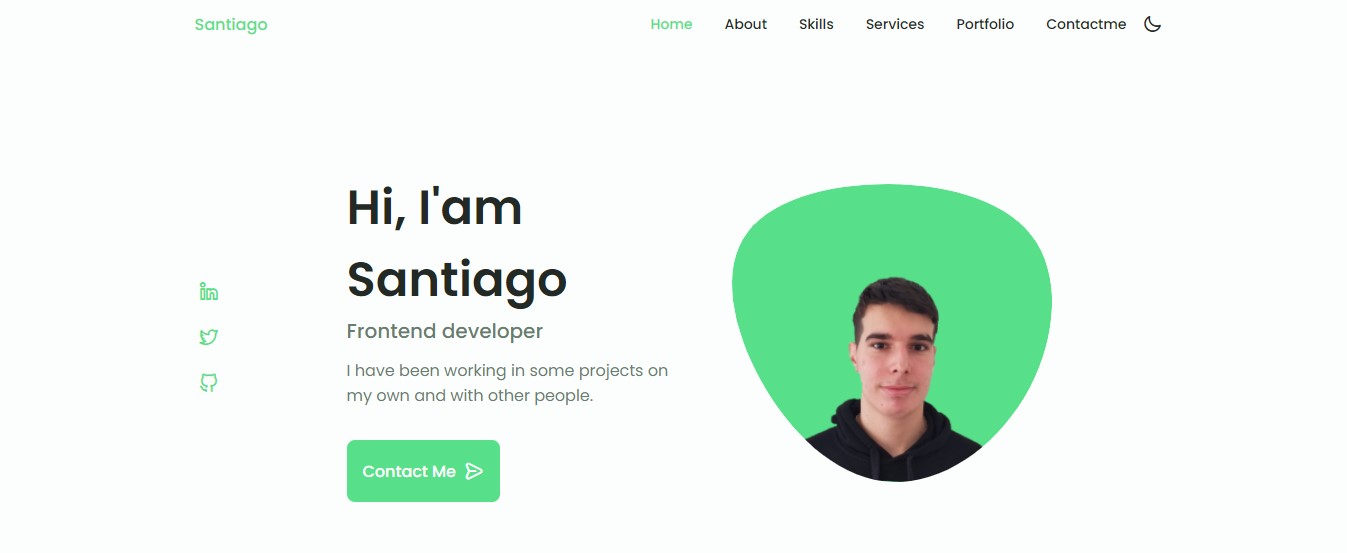 Santiago
Home About Skills Services Portfolio Contactme
Hi, I'am
Santiago
Frontend developer
I have been working in some projects on
my own and with other people.
Contact Me